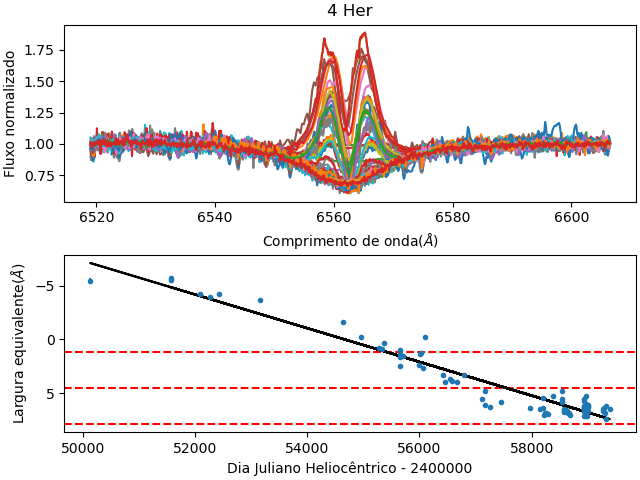 4 Her
Fluxo normalizado
1.75
1.50
1.25
1.00
0.75
6520 6540 6560 6580 6600
Comprimento de onda(Å)
Largura equivalente(Å)
−5
0
5
50000 52000 54000 56000 58000
Dia Juliano Heliocêntrico - 2400000